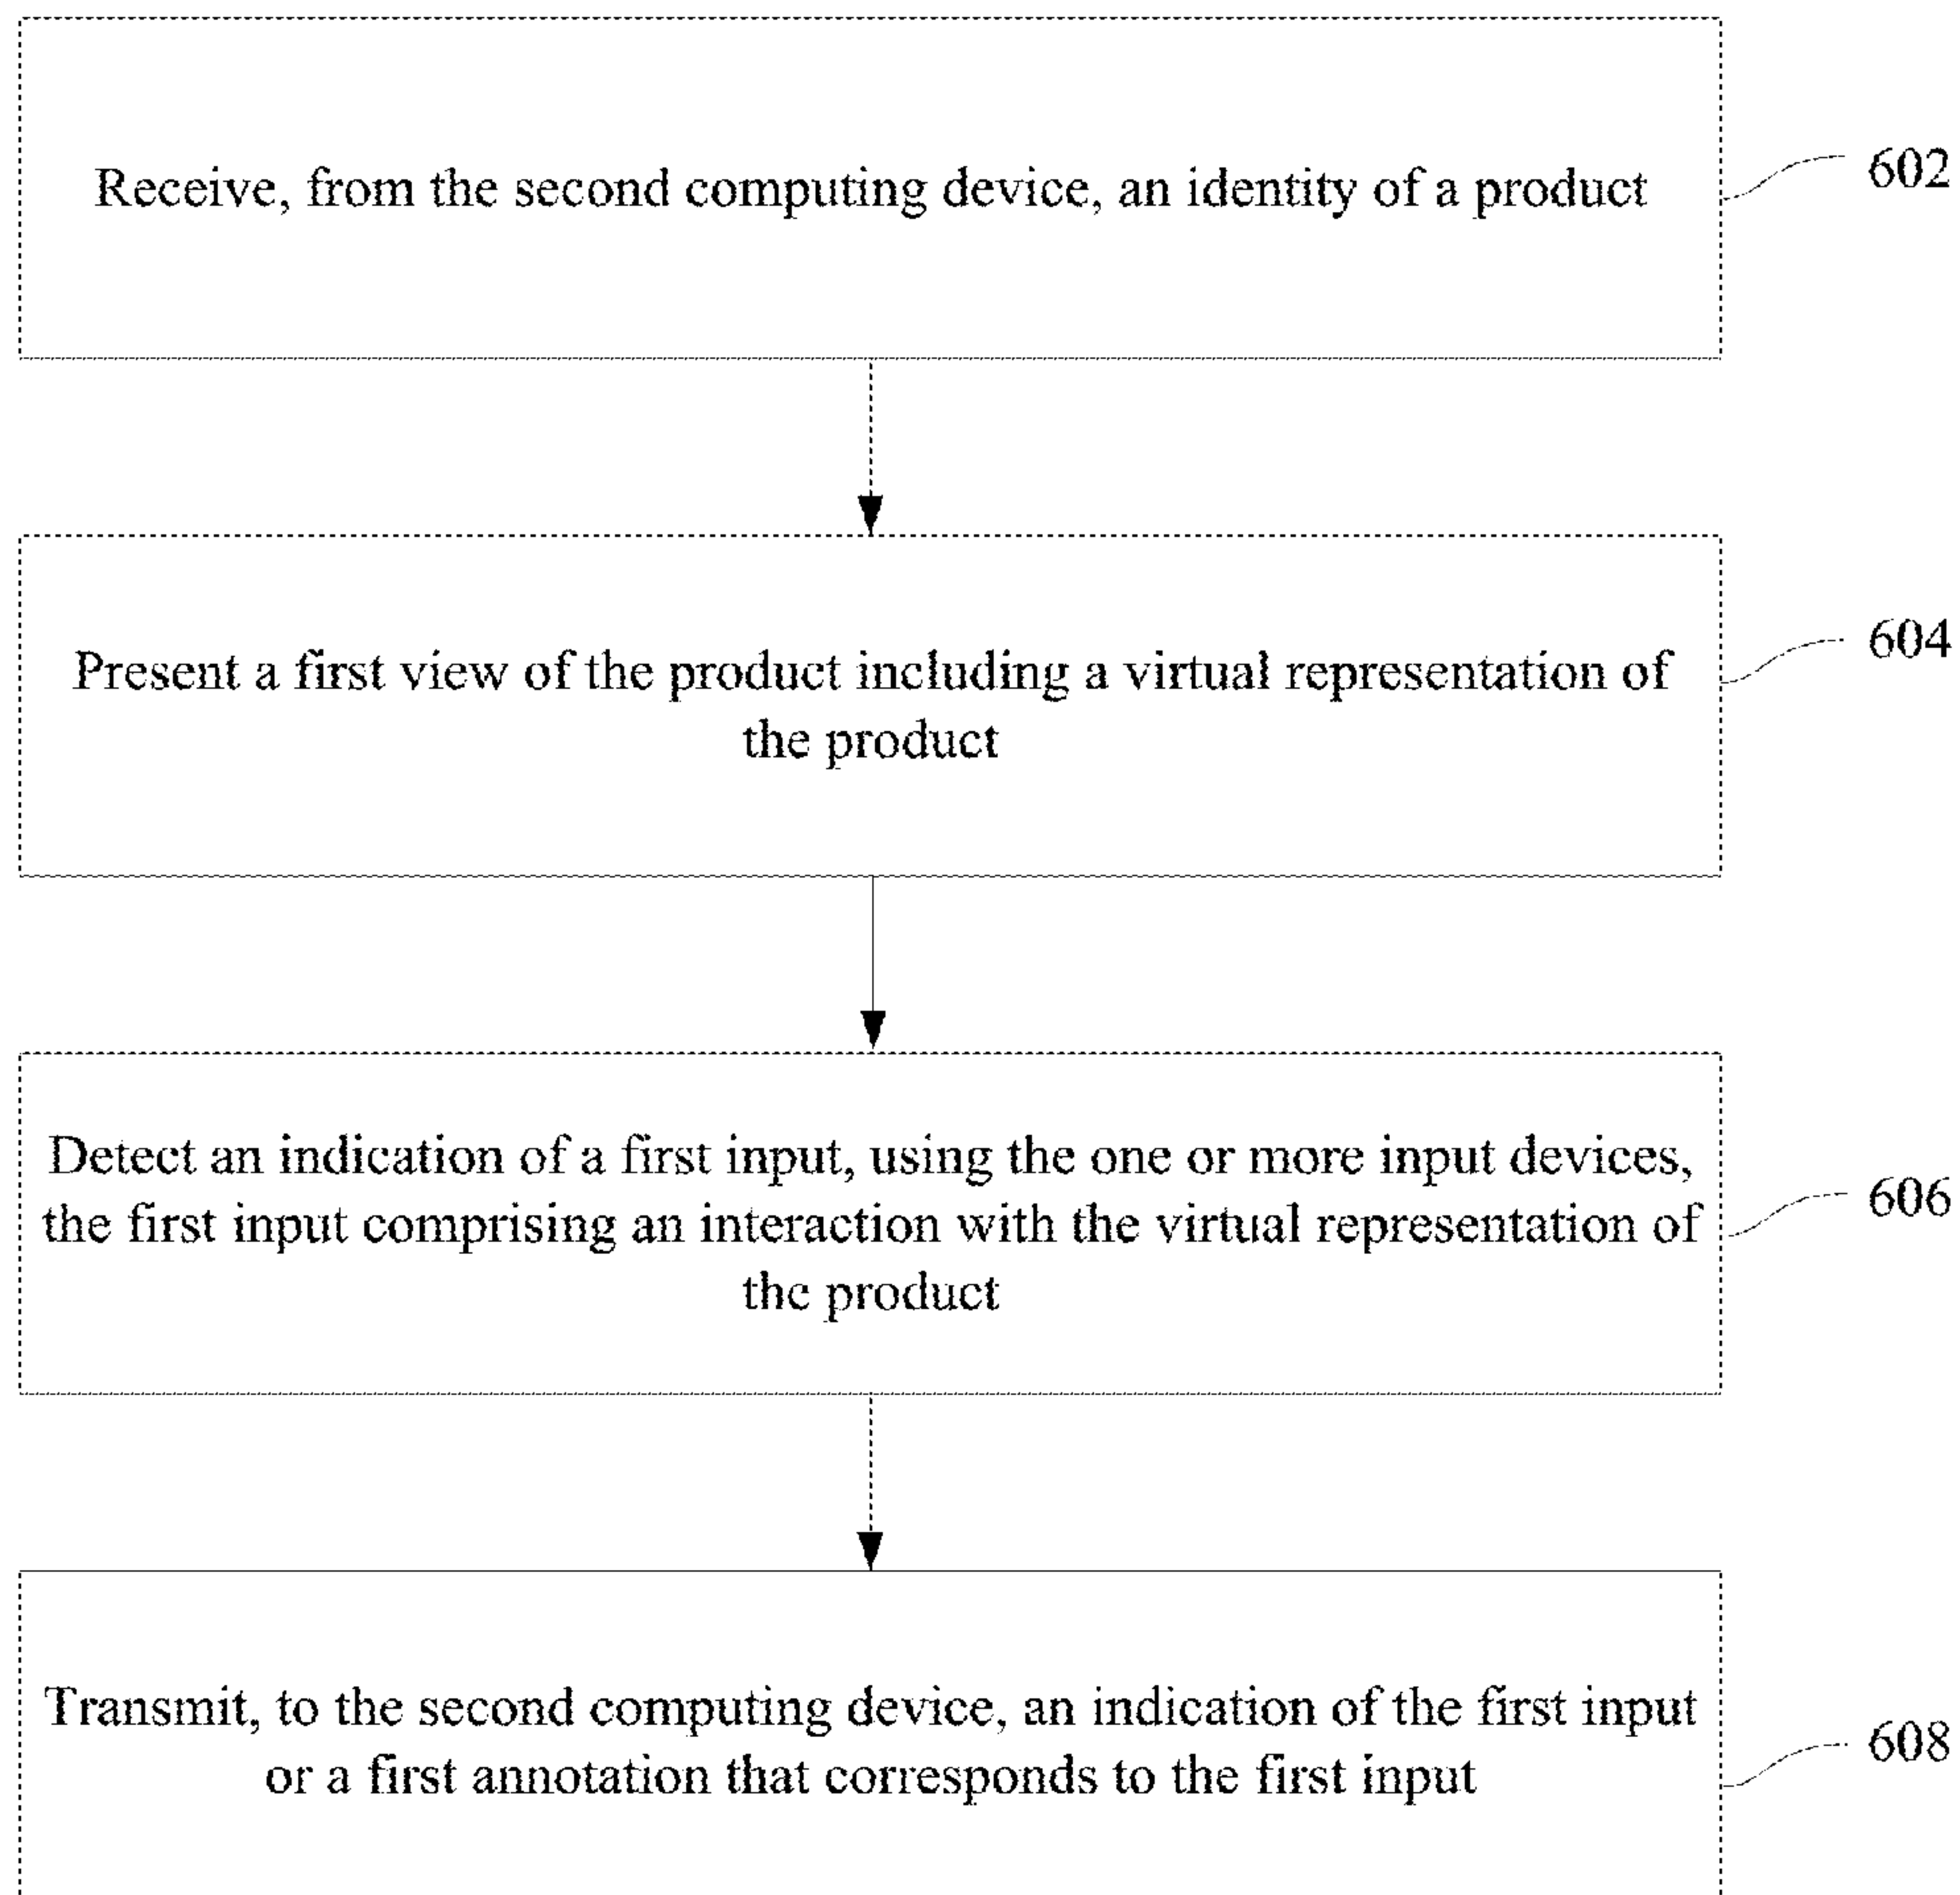 Receive, from the second computing device, an identity of a product
602
Present a first view of the product including a virtual representation of
the product
604
Detect an indication of a first input, using the one or more input devices,
the first input comprising an interaction with the virtual representation of
the product
606
Transmit, to the second computing device, an indication of the first input
or a first annotation that corresponds to the first input
608